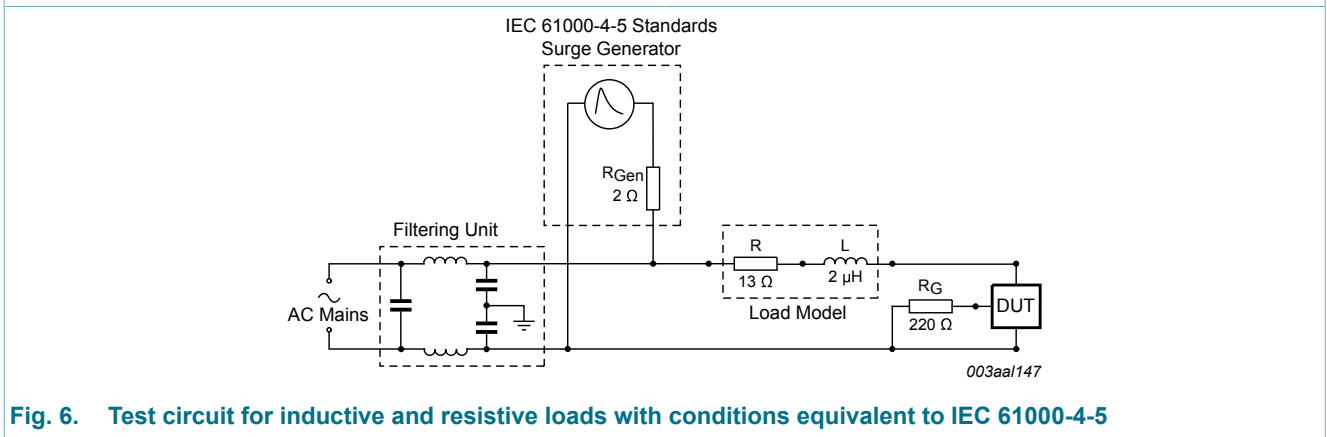 IEC 61000-4-5 Standards
Surge Generator
RGen
2 Ω
Filtering Unit
AC Mains
R
13 Ω
L
2 μH
Load Model
RG
220 Ω
DUT
003aal147
Fig. 6. Test circuit for inductive and resistive loads with conditions equivalent to IEC 61000-4-5